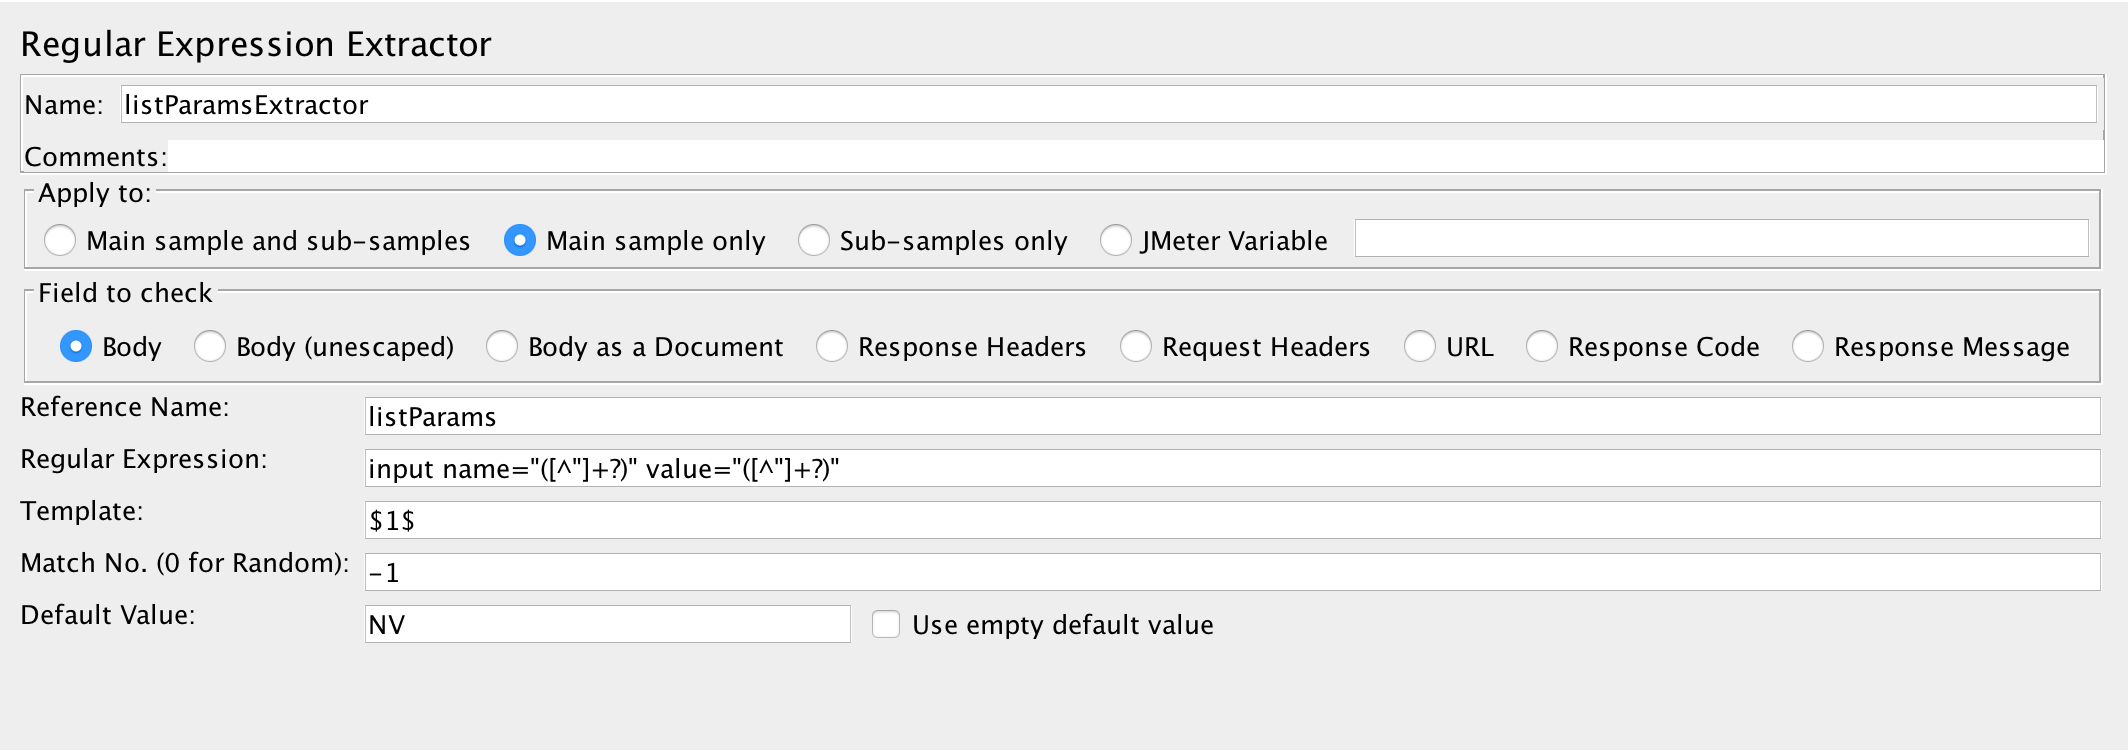 Regular Expression Extractor
Name: listParamsExtractor
Comments:
Apply to:
Main sample and sub-samples Main sample only Sub-samples only JMeter Variable
Field to check
Body Body (unescaped) Body as a Document Response Headers Request Headers URL Response Code Response Message
Reference Name: listParams
Regular Expression: input name="([^"]+?)" value="([^"]+?)"
Template: $1$
Match No. (0 for Random): -1
Default Value: NV Use empty default value